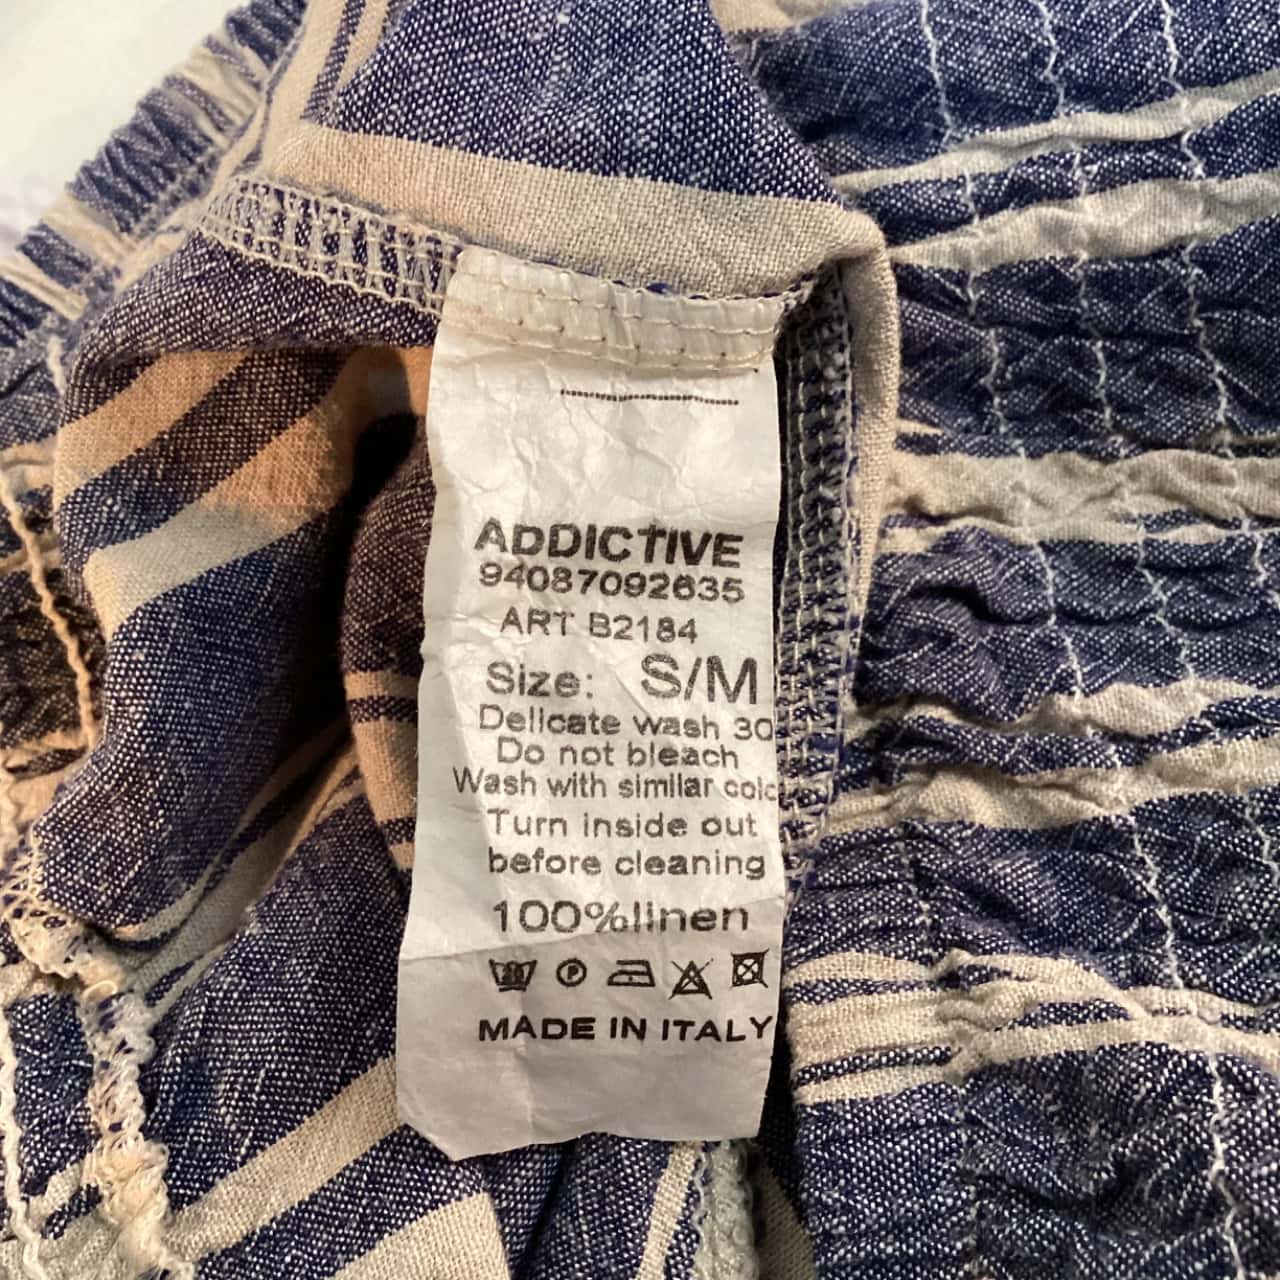 ADDICTIVE
94087092635
ART B2184
Size: S/M
Delicate wash 30
Do not bleach
Wash with similar colo
Turn inside out
before cleaning
100%linen
P
MADE IN ITALY